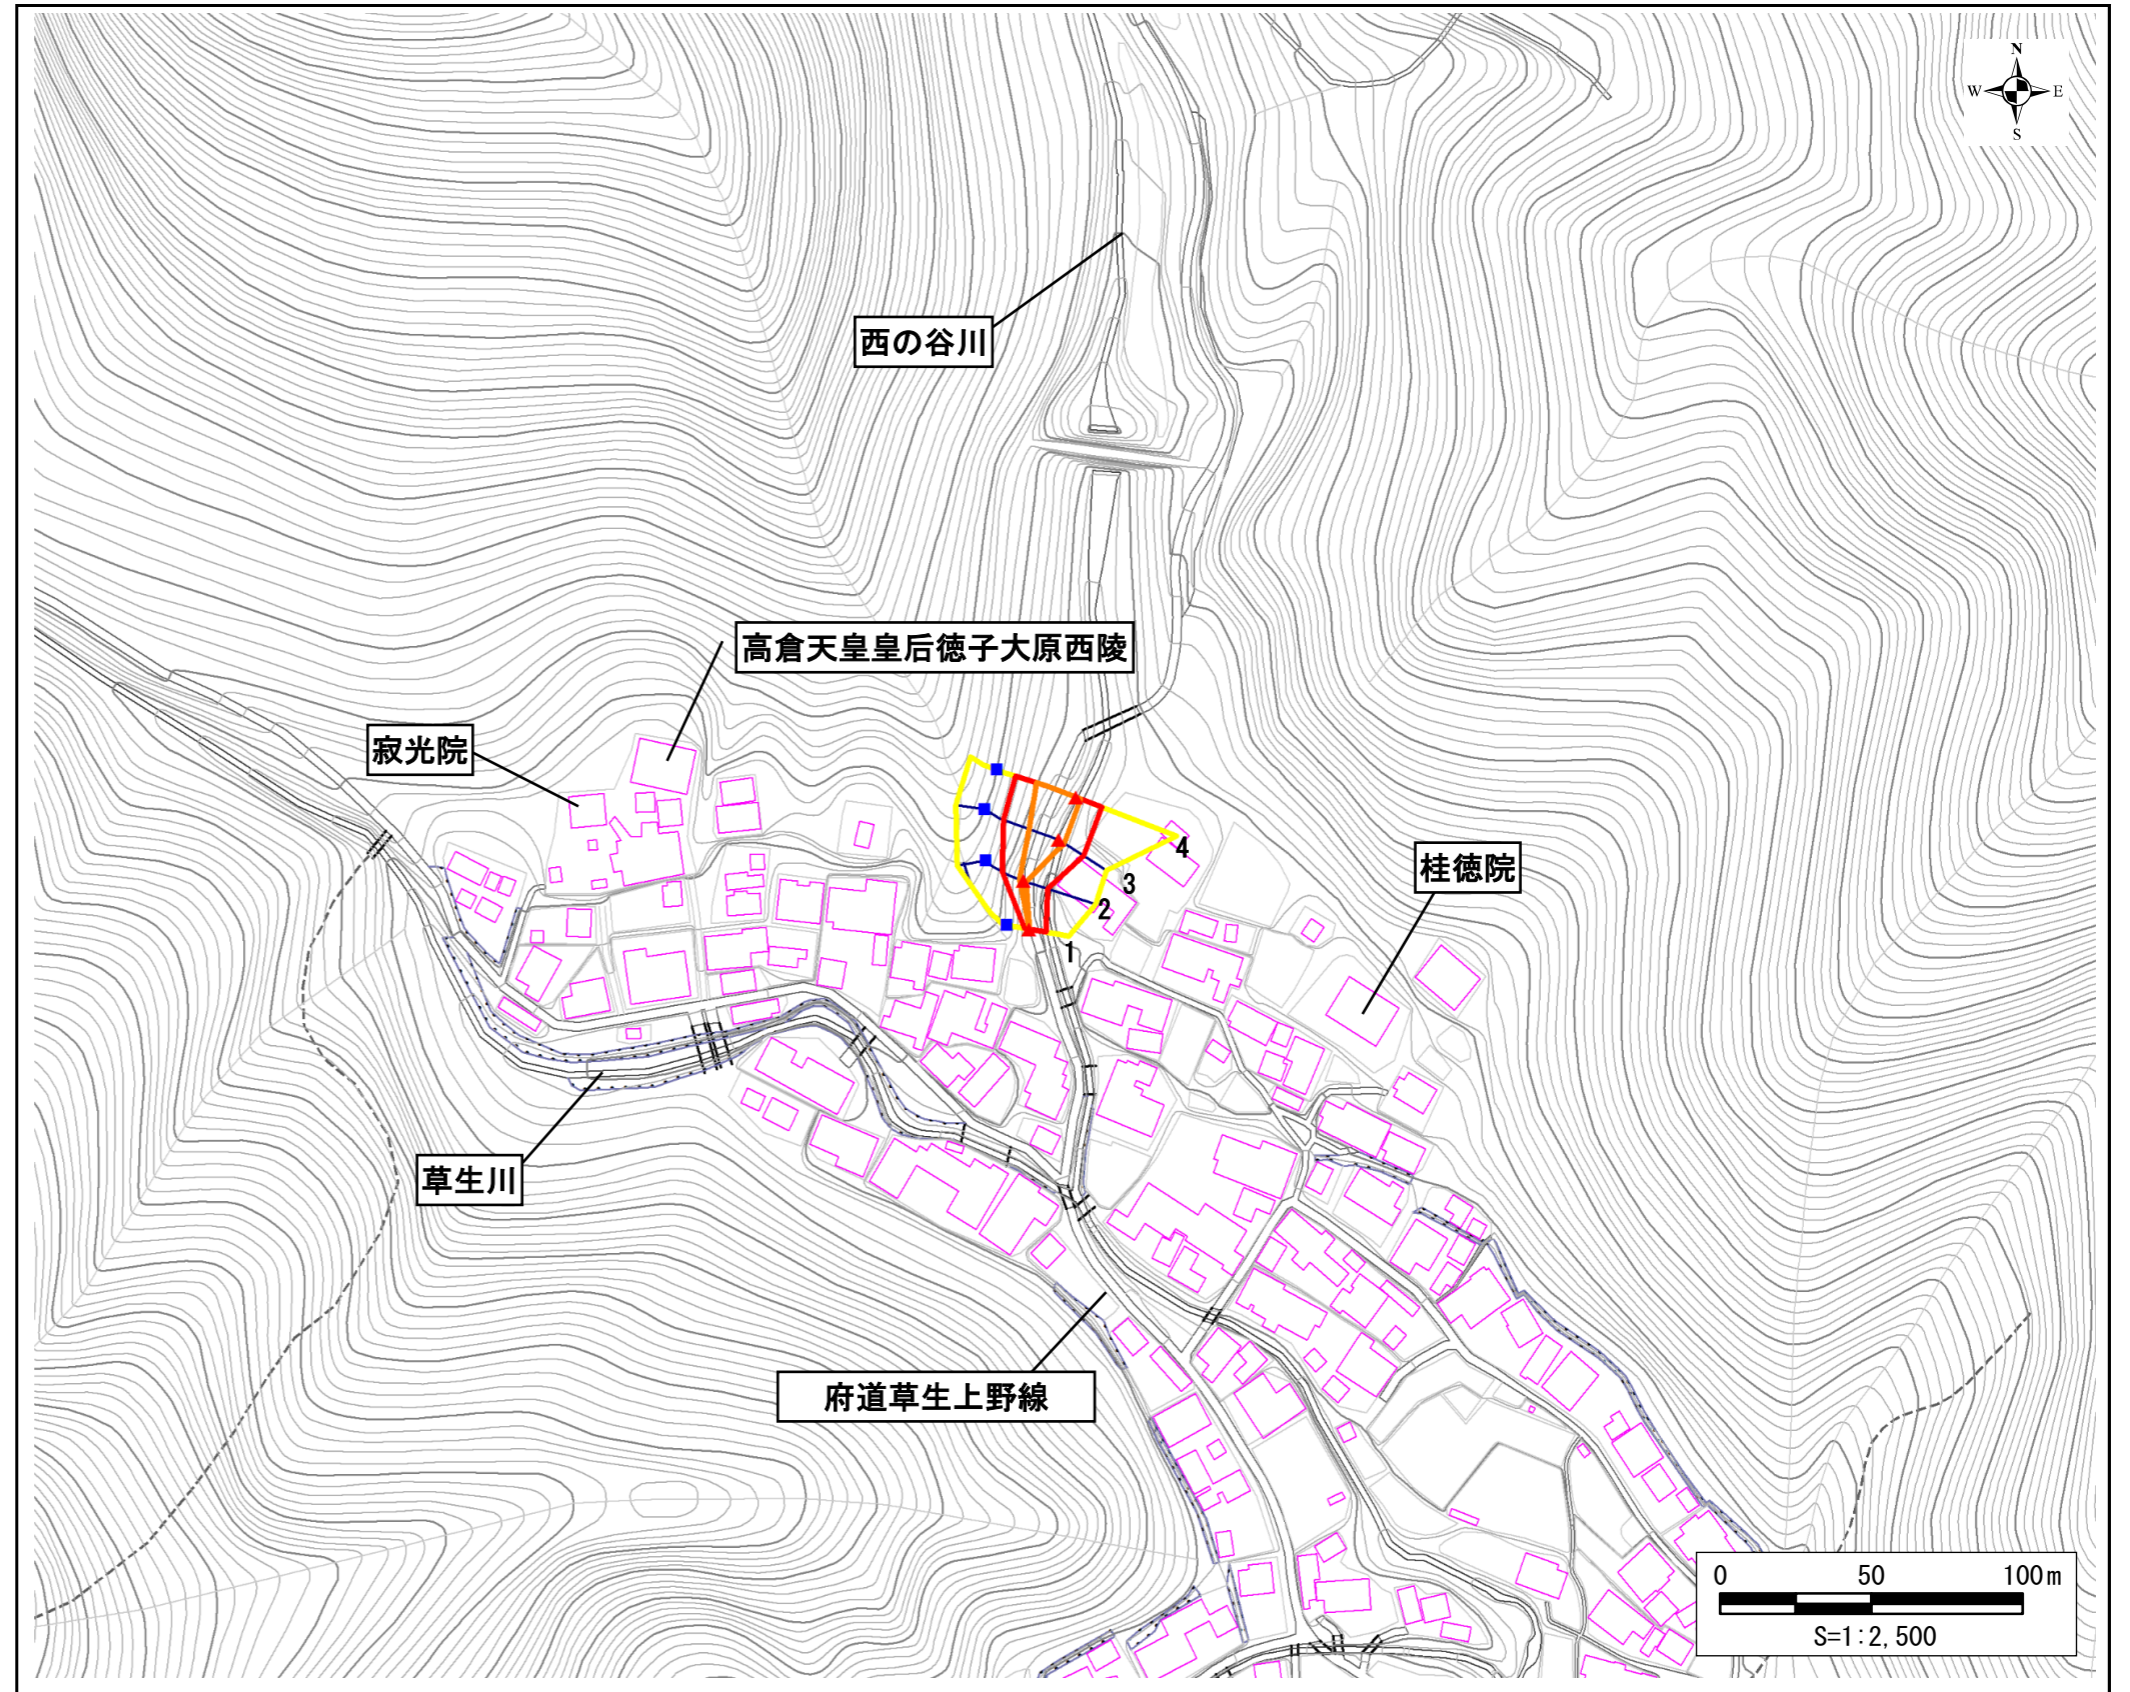 N
W E
S
西の谷川
高倉天皇皇后徳子大原西陵
寂光院
4
桂徳院
3
2
1
草生川
府道草生上野線
0 50 100m
S=1:2,500